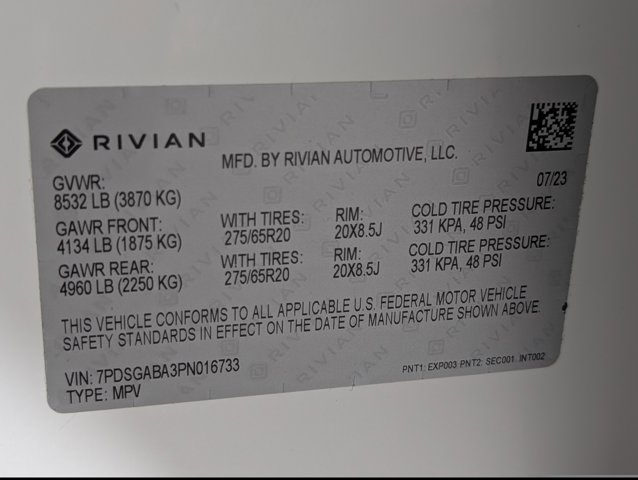 RIVIAN
MFD. BY RIVIAN AUTOMOTIVE, LLC.
07/23
GVWR:
8532 LB (3870 KG)
GAWR FRONT: WITH TIRES: RIM: COLD TIRE PRESSURE:
4134 LB (1875 KG) 275/65R20 20X8.5J 331 KPA, 48 PSI
GAWR REAR: WITH TIRES: RIM: COLD TIRE PRESSURE:
4960 LB (2250 KG) 275/65R20 20X8.5J 331 KPA, 48 PSI
THIS VEHICLE CONFORMS TO ALL APPLICABLE U.S. FEDERAL MOTOR VEHICLE
SAFETY STANDARDS IN EFFECT ON THE DATE OF MANUFACTURE SHOWN ABOVE.
VIN: 7PDSGABA3PN016733
TYPE: MPV
PNT1: EXP003 PNT2: SEC001 INT002